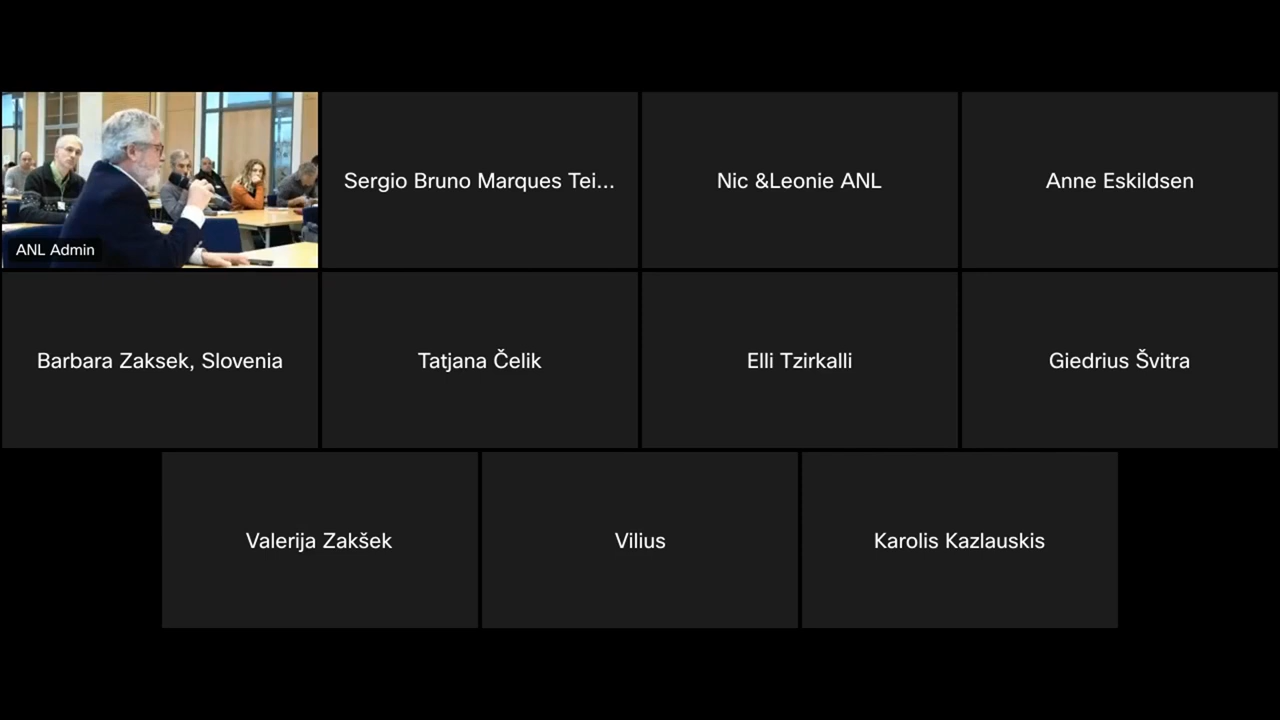 ANL Admin
Sergio Bruno Marques Tei...
Nic &Leonie ANL
Anne Eskildsen
Barbara Zaksek, Slovenia
Tatjana Čelik
Elli Tzirkalli
Giedrius Švitra
Valerija Zakšek
Vilius
Karolis Kazlauskis